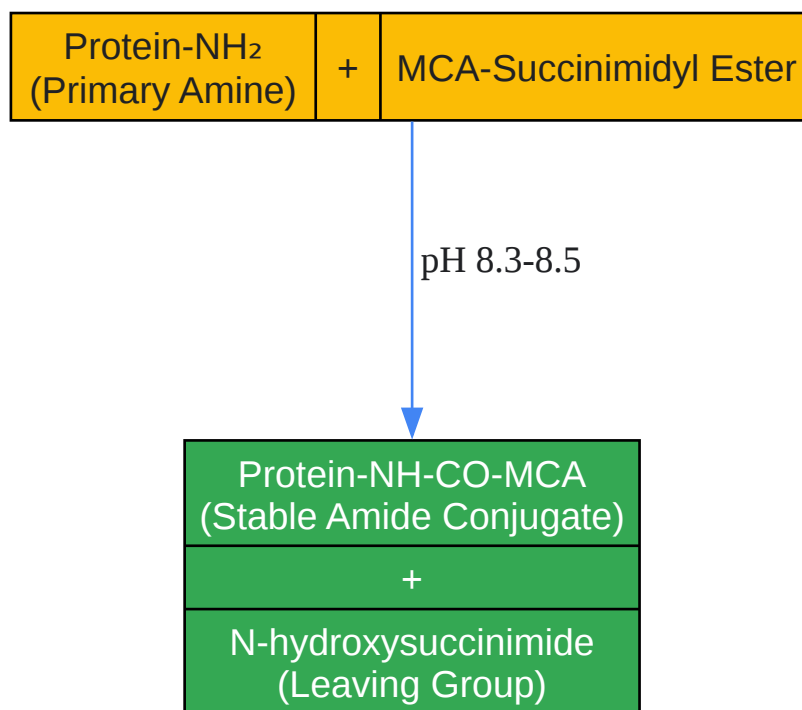 Protein-NH₂
(Primary Amine)
+
MCA-Succinimidyl Ester
pH 8.3-8.5
Protein-NH-CO-MCA
(Stable Amide Conjugate)
+
N-hydroxysuccinimide
(Leaving Group)